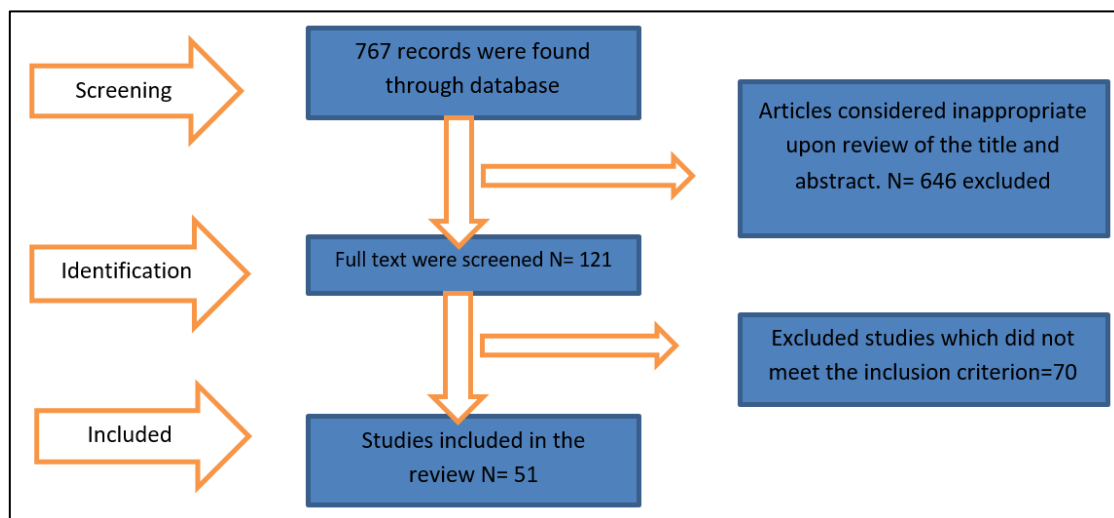 Screening
767 records were found
through database
Articles considered inappropriate
upon review of the title and
abstract. N= 646 excluded
Identification
Full text were screened N= 121
Excluded studies which did not
meet the inclusion criterion=70
Included
Studies included in the
review N= 51